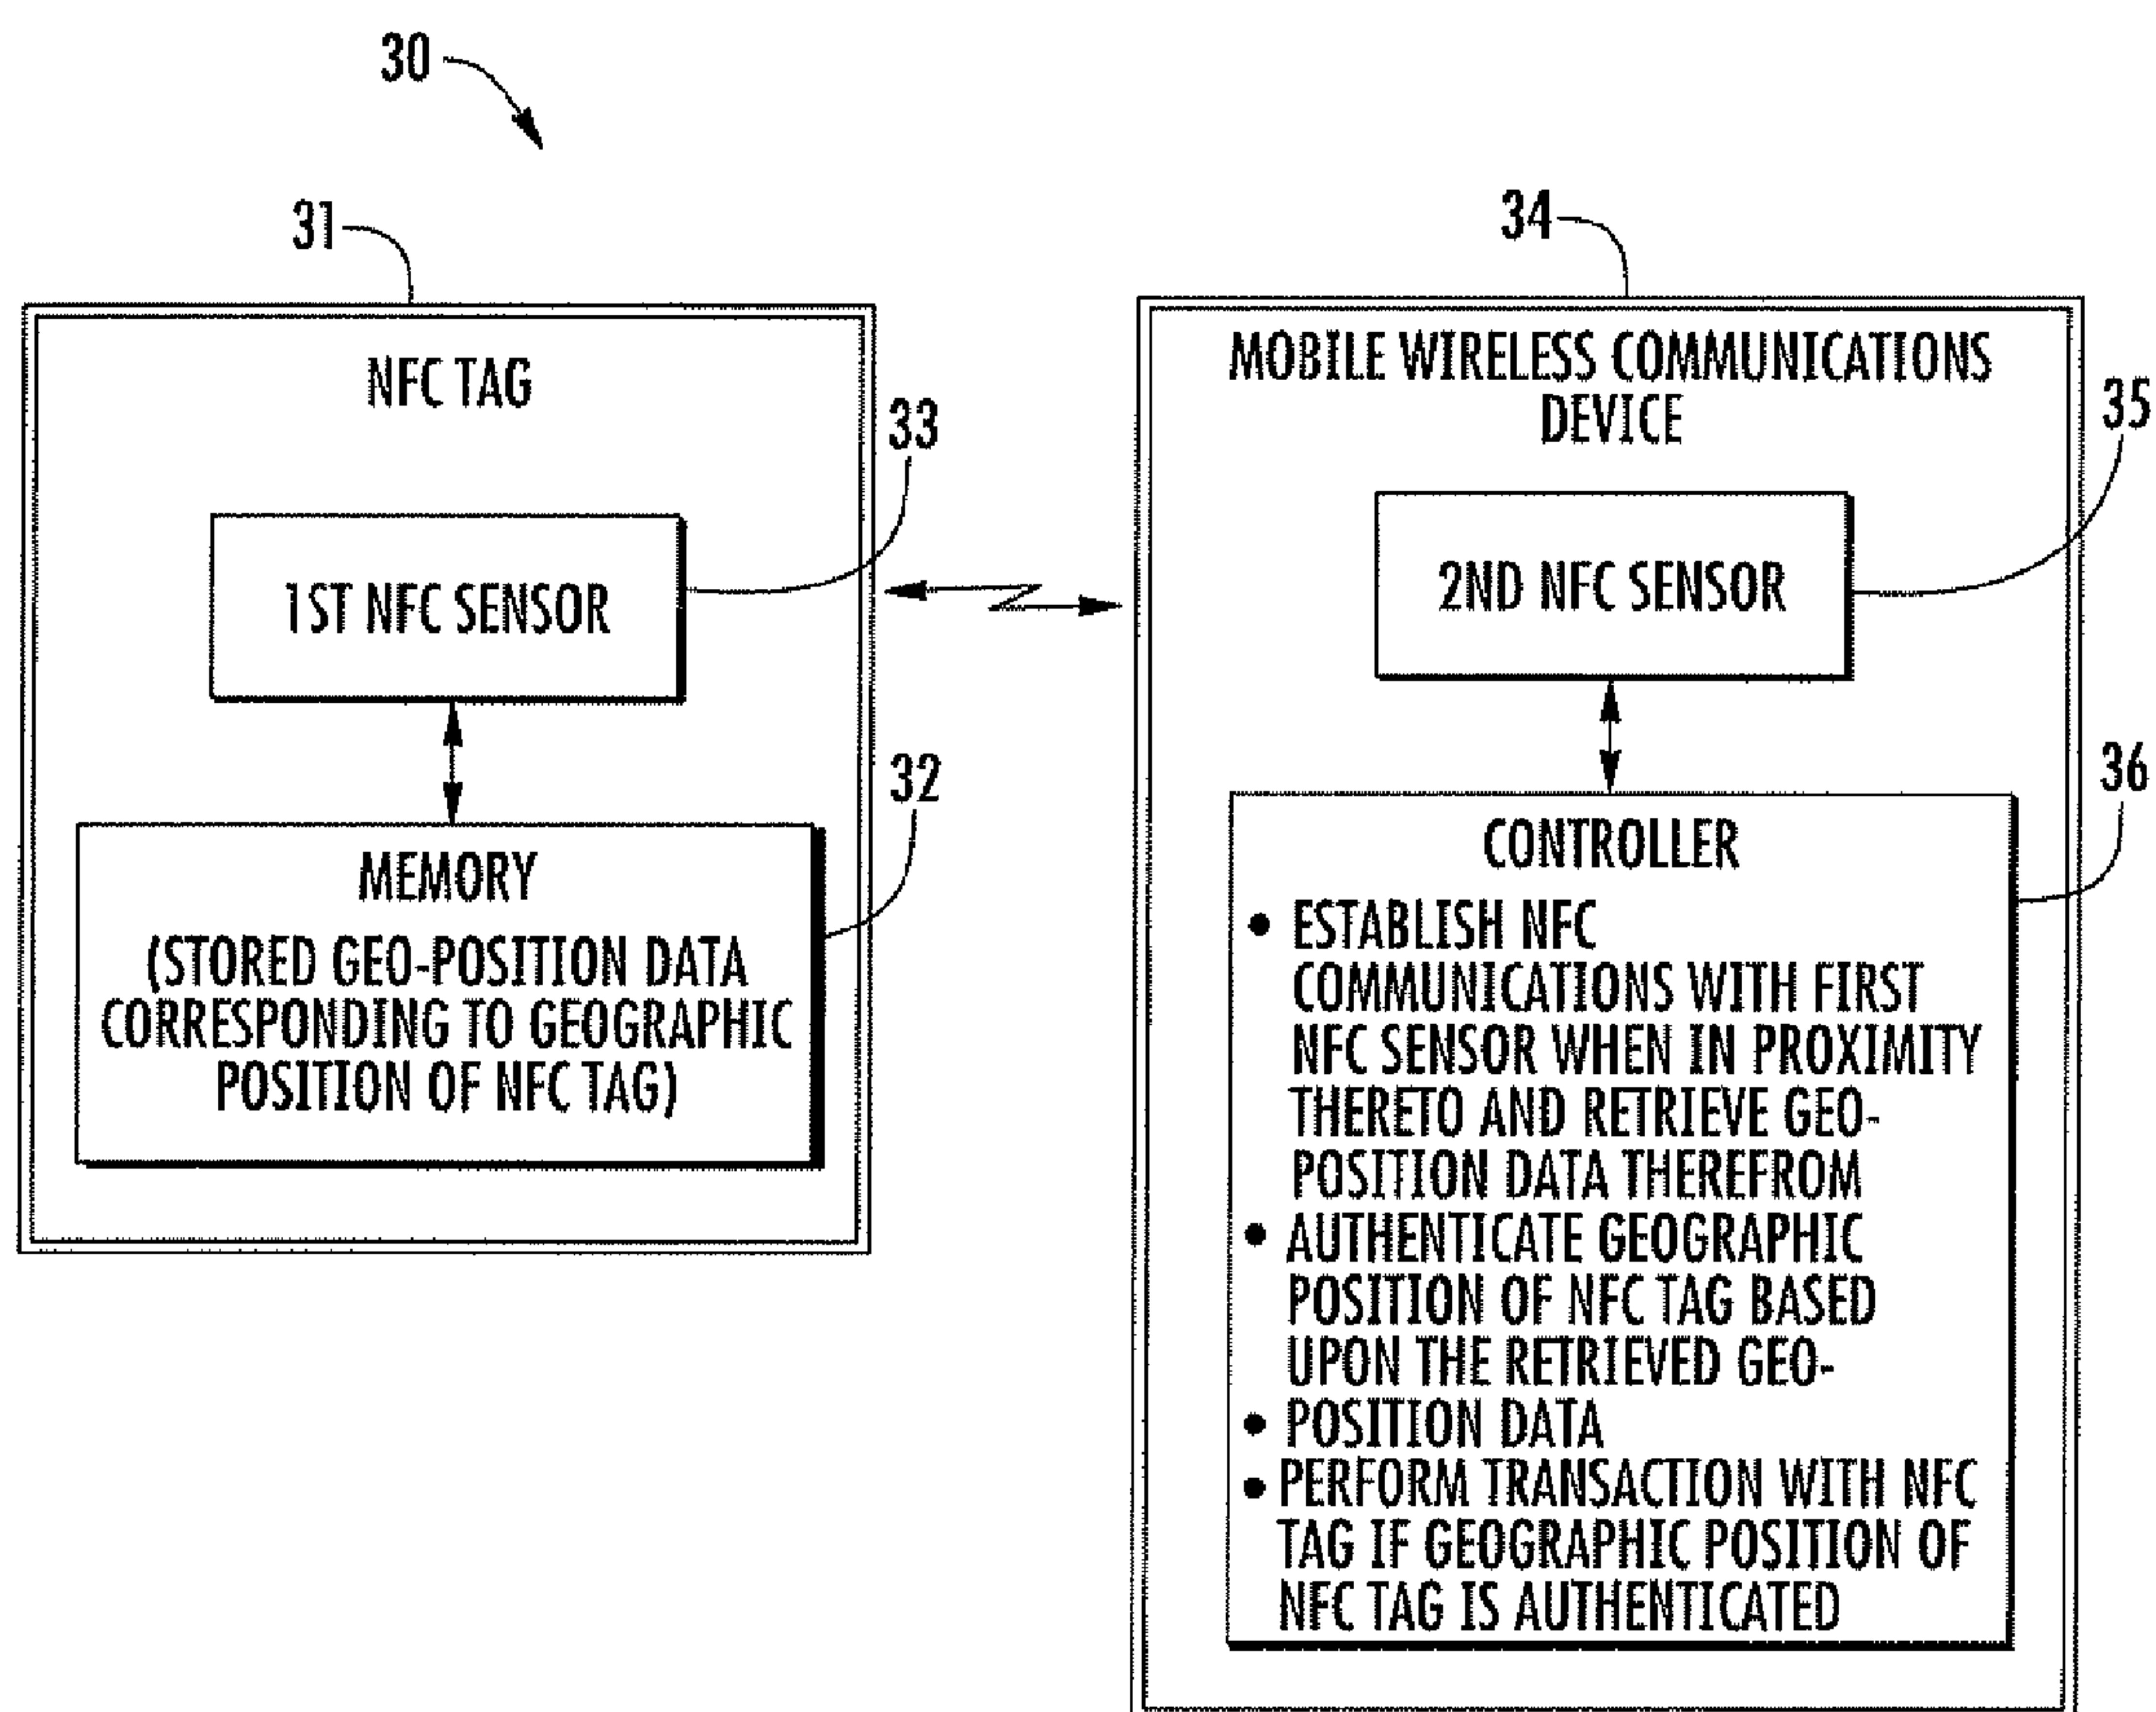 30
31
NFC TAG
33
1ST NFC SENSOR
32
MEMORY
(STORED GEO-POSITION DATA
CORRESPONDING TO GEOGRAPHIC
POSITION OF NFC TAG)
34
MOBILE WIRELESS COMMUNICATIONS
DEVICE
35
2ND NFC SENSOR
36
CONTROLLER
• ESTABLISH NFC
COMMUNICATIONS WITH FIRST
NFC SENSOR WHEN IN PROXIMITY
THERETO AND RETRIEVE GEO-
POSITION DATA THEREFROM
• AUTHENTICATE GEOGRAPHIC
POSITION OF NFC TAG BASED
UPON THE RETRIEVED GEO-
• POSITION DATA
• PERFORM TRANSACTION WITH NFC
TAG IF GEOGRAPHIC POSITION OF
NFC TAG IS AUTHENTICATED